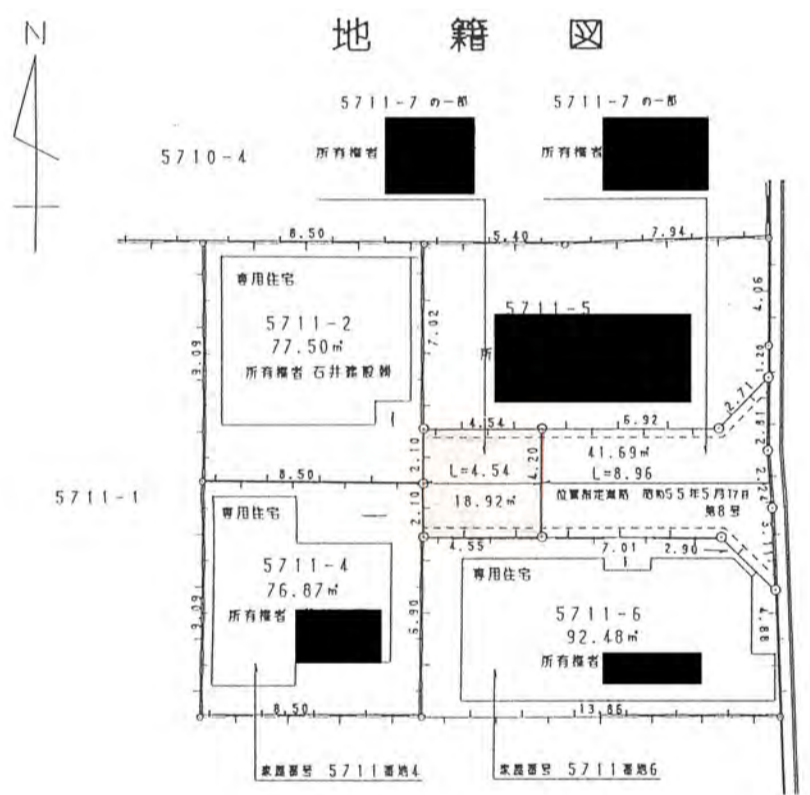 地籍図
N
5711-7 の一部
5711-7 の一部
所有権者
所有権者
5710-4
8.50
5.40
7.94
専用住宅
5711-2
77.50㎡
所有権者 石井建設㈱
9.09
7.02
5711-5
所
4.06
1.20
2.71
2.81
4.54
6.92
41.69㎡
L=8.96
2.10
L=4.54
4.20
18.92㎡
位置指定道路 昭和55年5月17日
第8号
2.22
3.11
5711-1
8.50
専用住宅
5711-4
76.87㎡
所有権者
9.09
2.10
4.55
7.01
2.90
専用住宅
5711-6
92.48㎡
所有権者
6.90
4.88
8.50
13.86
家屋番号 5711番地4
家屋番号 5711番地6